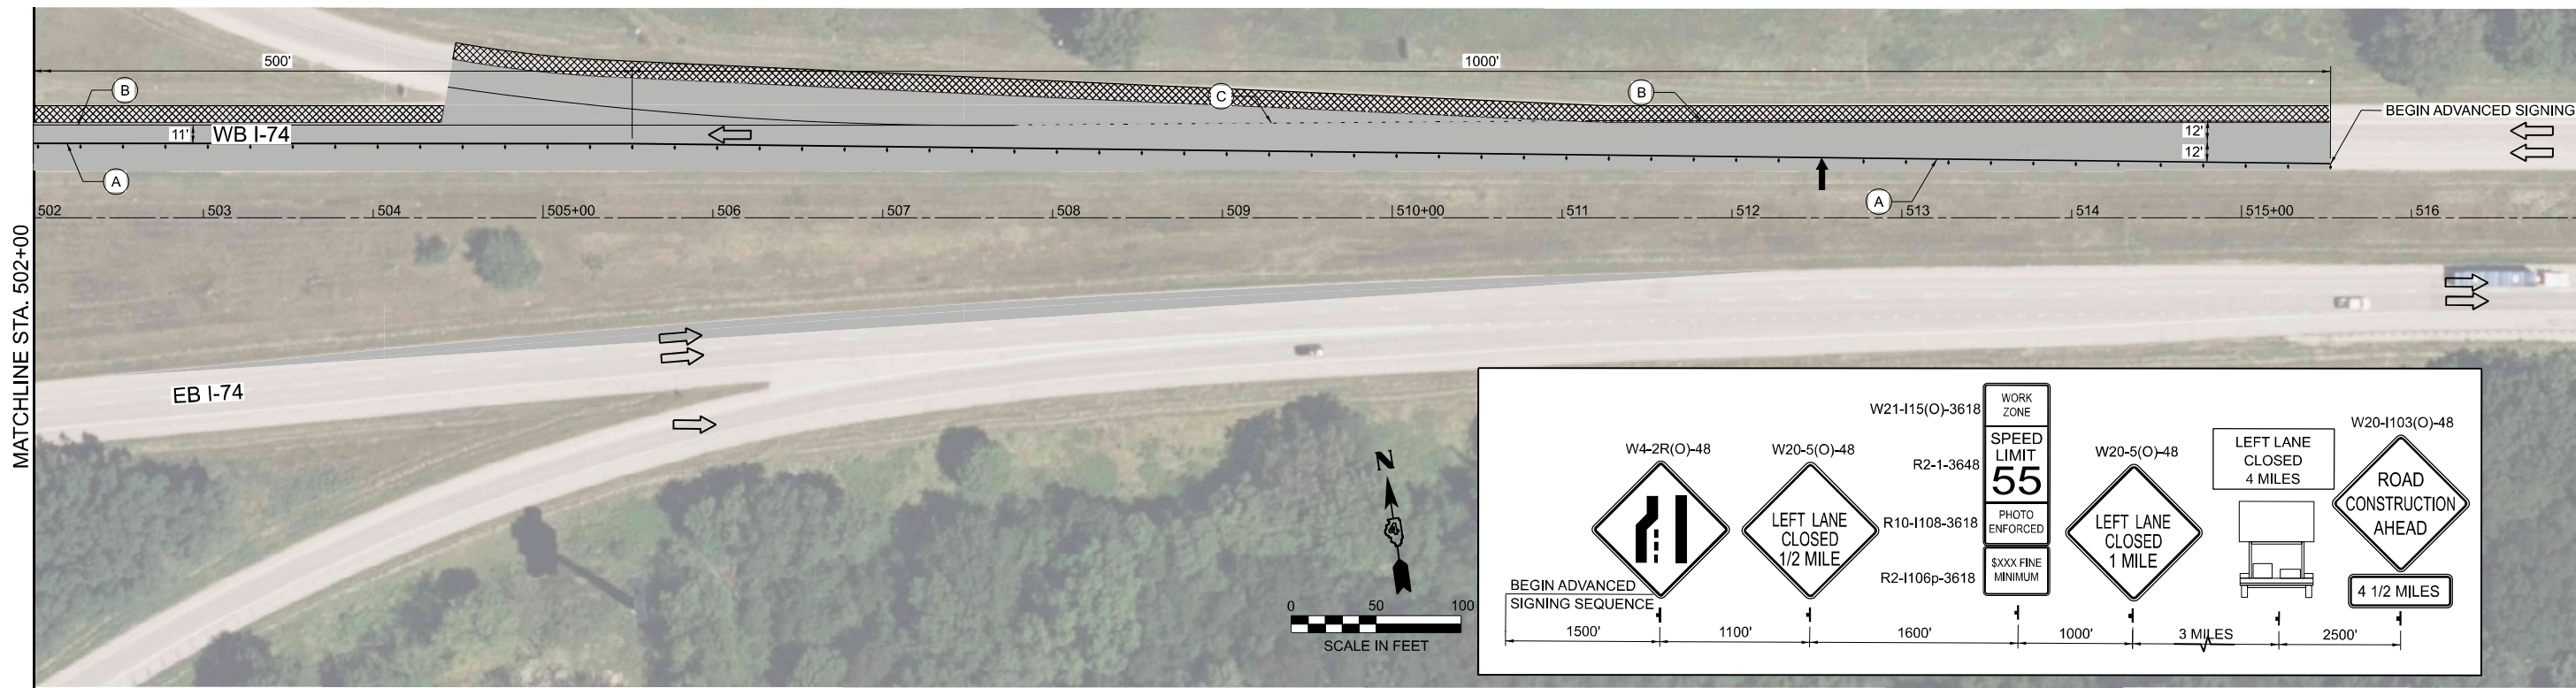 500'
1000'
B
C
B
BEGIN ADVANCED SIGNING
11'
WB I-74
12'
12'
A
A
502
503
504
505+00
506
507
508
509
510+00
511
512
513
514
515+00
516
MATCHLINE STA. 502+00
EB I-74
N
4
0
50
100
SCALE IN FEET
W4-2R(O)-48
W20-5(O)-48
LEFT LANE
CLOSED
1/2 MILE
W21-I15(O)-3618
WORK
ZONE
R2-1-3648
SPEED
LIMIT
55
R10-I108-3618
PHOTO
ENFORCED
R2-I106p-3618
$XXX FINE
MINIMUM
W20-5(O)-48
LEFT LANE
CLOSED
1 MILE
LEFT LANE
CLOSED
4 MILES
W20-I103(O)-48
ROAD
CONSTRUCTION
AHEAD
4 1/2 MILES
BEGIN ADVANCED
SIGNING SEQUENCE
1500'
1100'
1600'
1000'
3 MILES
2500'